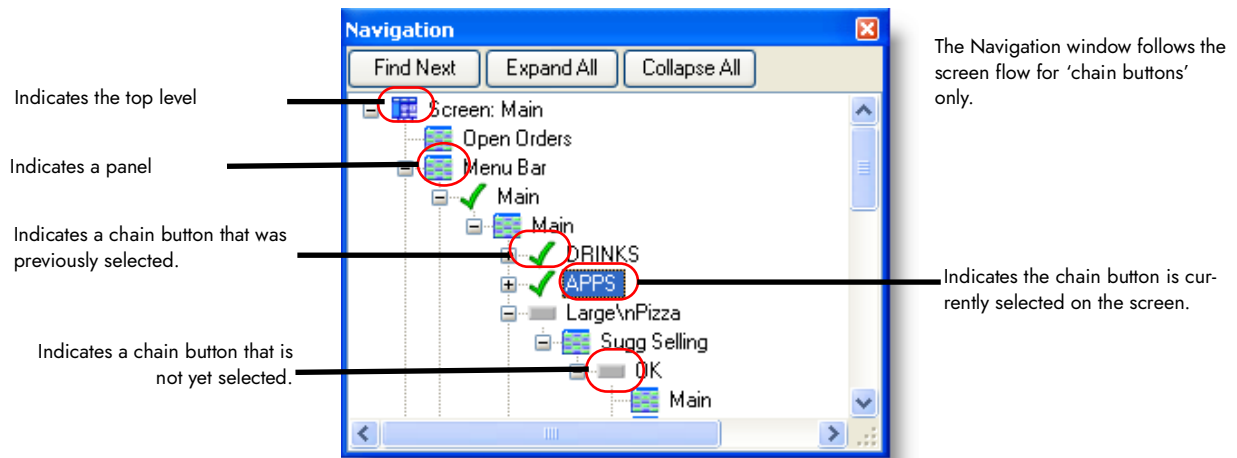 Navigation
Find Next Expand All Collapse All
The Navigation window follows the
screen flow for ‘chain buttons’
only.
Indicates the top level
Screen: Main
Open Orders
Indicates a panel
Menu Bar
Main
Main
Indicates a chain button that was
previously selected.
DRINKS
APPS
Indicates the chain button is cur-
rently selected on the screen.
Large\nPizza
Sugg Selling
Indicates a chain button that is
not yet selected.
OK
Main